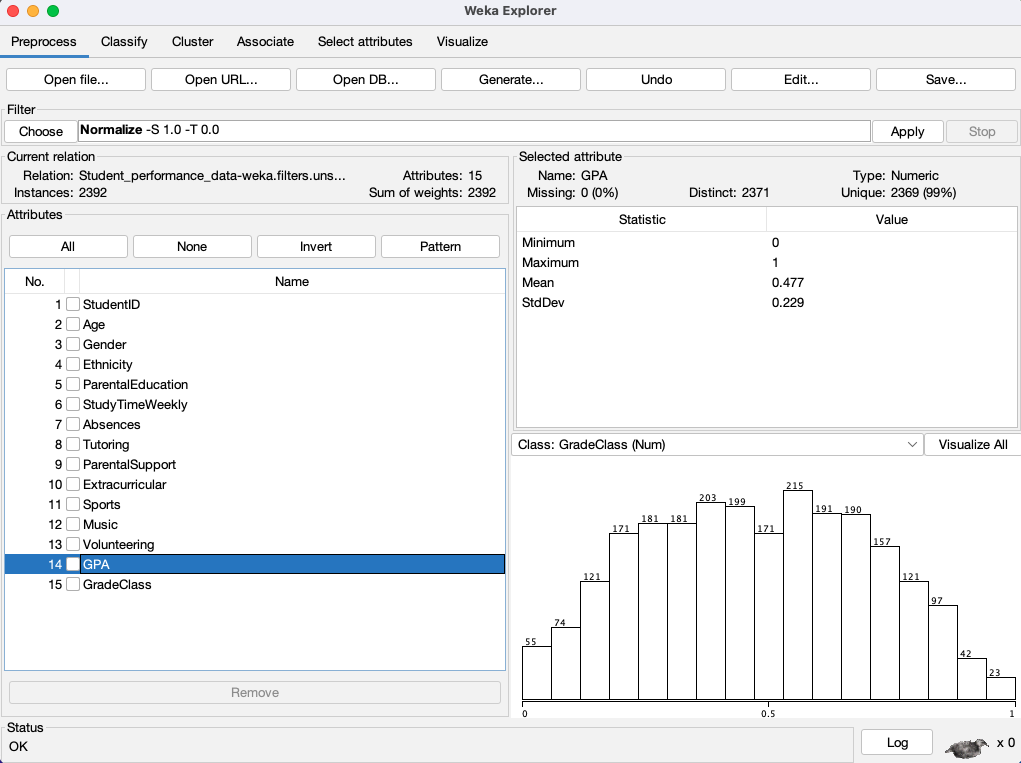 Weka Explorer
Preprocess Classify Cluster Associate Select attributes Visualize
Open file... Open URL... Open DB... Generate... Undo Edit... Save...
Filter
Choose Normalize -S 1.0 -T 0.0 Apply Stop
Current relation
Relation: Student_performance_data-weka.filters.uns... Attributes: 15
Instances: 2392 Sum of weights: 2392
Attributes
All None Invert Pattern
No. Name
1 StudentID
2 Age
3 Gender
4 Ethnicity
5 ParentalEducation
6 StudyTimeWeekly
7 Absences
8 Tutoring
9 ParentalSupport
10 Extracurricular
11 Sports
12 Music
13 Volunteering
14 GPA
15 GradeClass
Remove
Selected attribute
Name: GPA Type: Numeric
Missing: 0 (0%) Distinct: 2371 Unique: 2369 (99%)
Statistic Value
Minimum 0
Maximum 1
Mean 0.477
StdDev 0.229
Class: GradeClass (Num) Visualize All
55 74 121 171 181 181 203 199 171 215 191 190 157 121 97 42 23
0 0.5 1
Status
OK
Log x 0